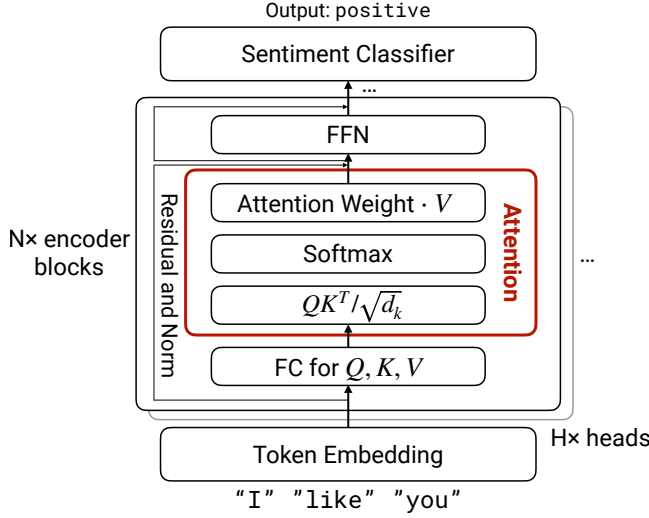 Output: positive
Sentiment Classifier
...
FFN
Residual and Norm
Attention Weight · V
Attention
Softmax
N× encoder
blocks
...
QK^T/√d_k
FC for Q, K, V
H× heads
Token Embedding
"I" "like" "you"